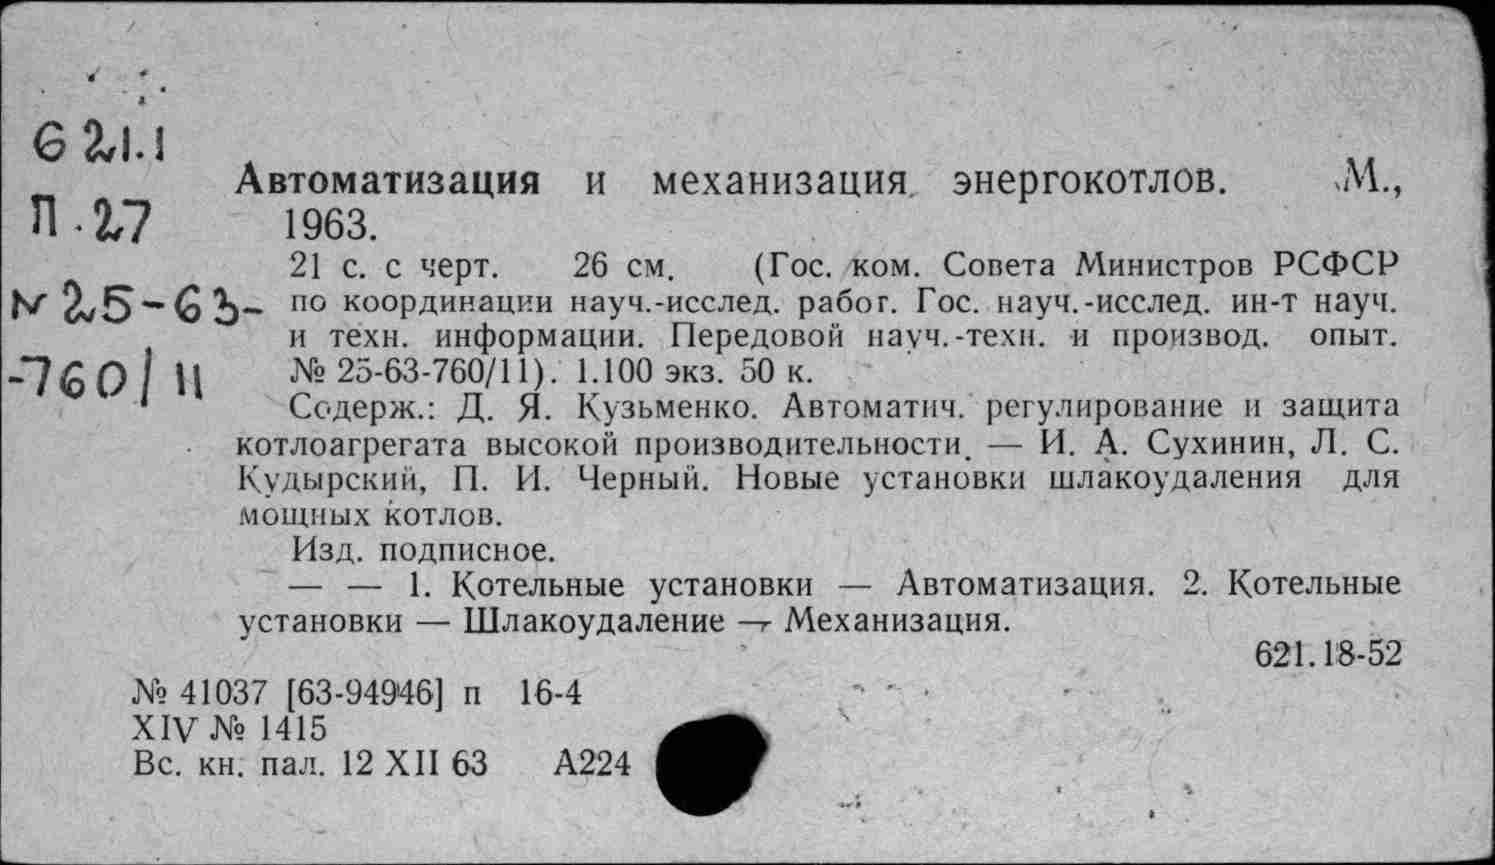 621.1
П.27
№25-63-
-760/11
Автоматизация и механизация энергокотлов. М.,
1963.
21 с. с черт. 26 см. (Гос. ком. Совета Министров РСФСР
по координации науч.-исслед. работ. Гос. науч.-исслед. ин-т науч.
и техн. информации. Передовой науч.-техн. и производ. опыт.
№ 25-63-760/11). 1.100 экз. 50 к.
Содерж.: Д. Я. Кузьменко. Автоматич. регулирование и защита
котлоагрегата высокой производительности. — И. А. Сухинин, Л. С.
Кудырский, П. И. Черный. Новые установки шлакоудаления для
мощных котлов.
Изд. подписное.
— — 1. Котельные установки — Автоматизация. 2. Котельные
установки — Шлакоудаление — Механизация.
621.18-52
№ 41037 [63-94946] п 16-4
XIV № 1415
Вс. кн. пал. 12 XII 63 А224